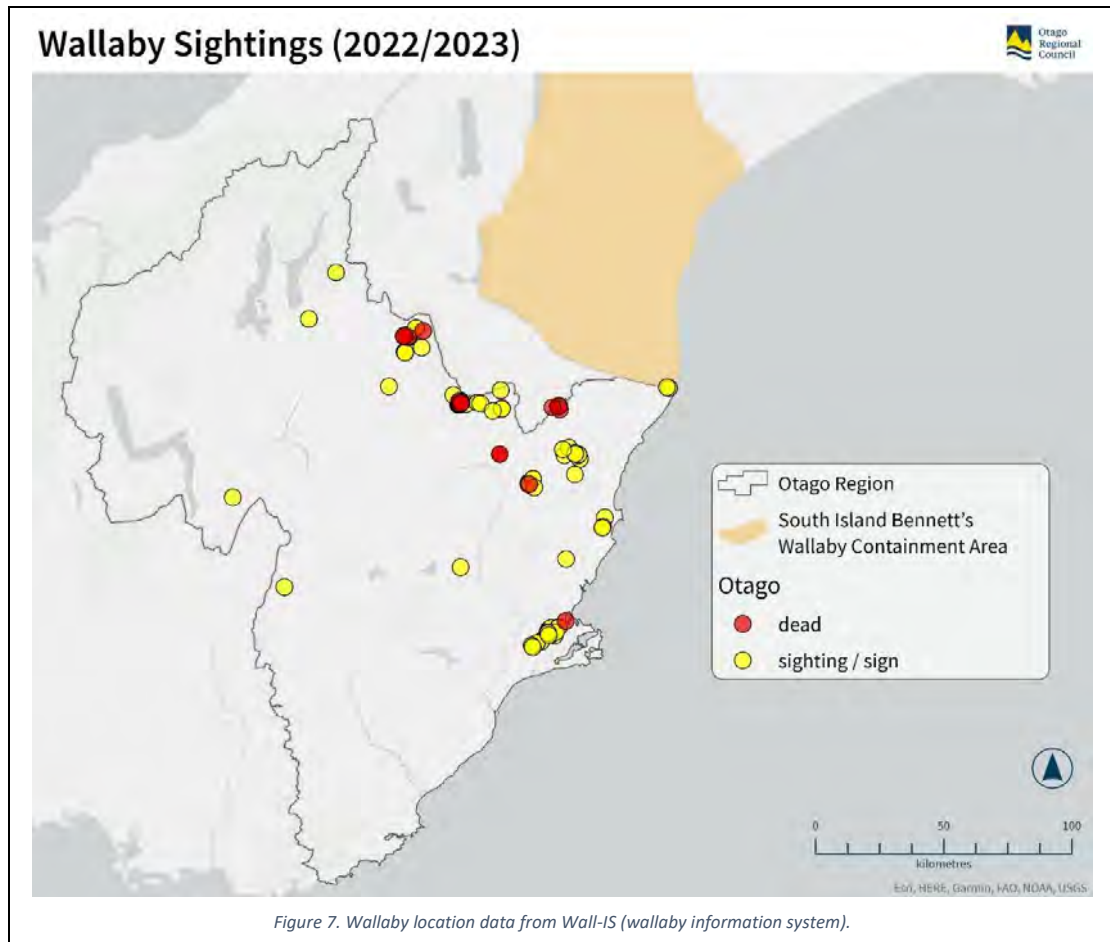 Wallaby Sightings (2022/2023)
Otago
Regional
Council
Otago Region
South Island Bennett's
Wallaby Containment Area
Otago
dead
sighting / sign
0 50 100
kilometres
Esri, HERE, Garmin, FAO, NOAA, USGS
Figure 7. Wallaby location data from Wall-IS (wallaby information system).